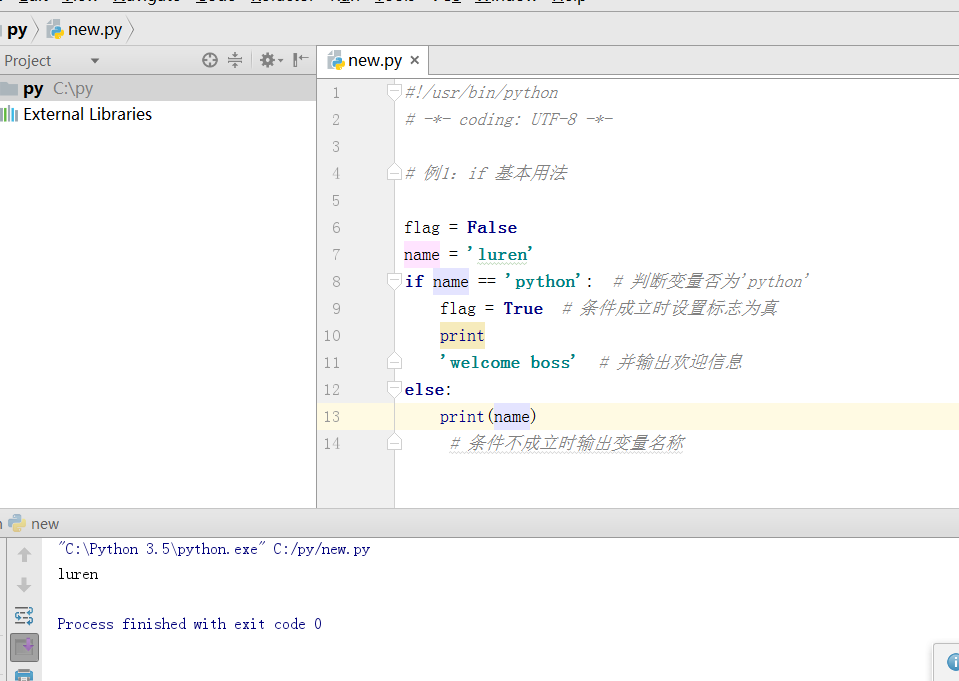 py new.py
Project new.py
py C:\py
External Libraries
1 #!/usr/bin/python
2 # -*- coding: UTF-8 -*-
3
4 # 例1：if 基本用法
5
6 flag = False
7 name = 'luren'
8 if name == 'python': # 判断变量否为'python'
9 flag = True # 条件成立时设置标志为真
10 print
11 'welcome boss' # 并输出欢迎信息
12 else:
13 print(name)
14 # 条件不成立时输出变量名称
new
"C:\Python 3.5\python.exe" C:/py/new.py
luren
Process finished with exit code 0